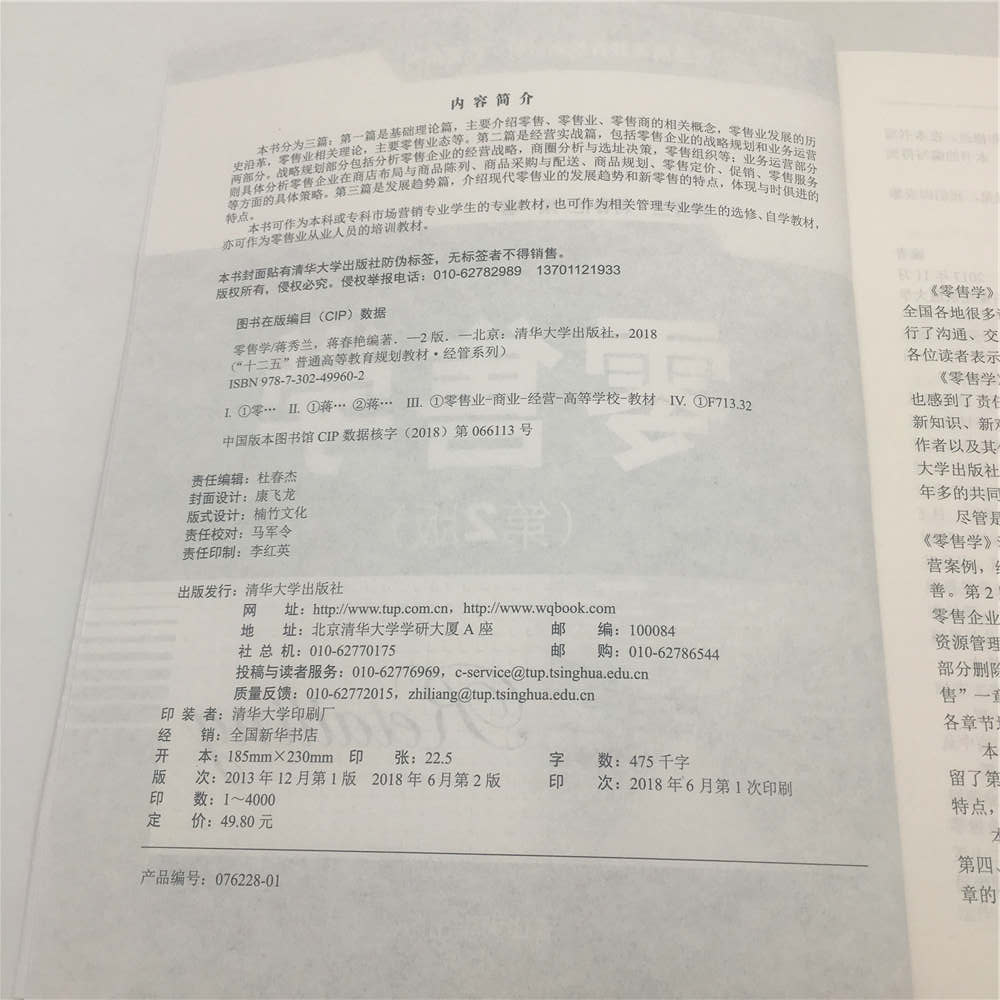 内容简介
本书分为三篇：第一篇是基础理论篇，主要介绍零售、零售业、零售商的相关概念，零售业发展的历
史沿革，零售业相关理论，主要零售业态等。第二篇是经营实战篇，包括零售企业的战略规划和业务运营
两部分。战略规划部分包括分析零售企业的经营战略，商圈分析与选址决策，零售组织等；业务运营部分
则具体分析零售企业在商店布局与商品陈列、商品采购与配送、商品规划、零售定价、促销、零售服务
等方面的具体策略。第三篇是发展趋势篇，介绍现代零售业的发展趋势和新零售的特点，体现与时俱进的
特点。
本书可作为本科或专科市场营销专业学生的专业教材，也可作为相关管理专业学生的选修、自学教材，
亦可作为零售业从业人员的培训教材。
本书封面贴有清华大学出版社防伪标签，无标签者不得销售。
版权所有，侵权必究。侵权举报电话：010-62782989 13701121933
图书在版编目（CIP）数据
零售学/蒋秀兰，蒋春艳编著. —2版. —北京：清华大学出版社，2018
（“十二五”普通高等教育规划教材·经管系列）
ISBN 978-7-302-49960-2
I. ①零… II. ①蒋… ②蒋… III. ①零售业-商业-经营-高等学校-教材 IV. ①F713.32
中国版本图书馆 CIP 数据核字（2018）第 066113 号
责任编辑：杜春杰
封面设计：康飞龙
版式设计：楠竹文化
责任校对：马军令
责任印制：李红英
出版发行：清华大学出版社
网 址：http://www.tup.com.cn，http://www.wqbook.com
地 址：北京清华大学学研大厦 A 座 邮 编：100084
社 总 机：010-62770175 邮 购：010-62786544
投稿与读者服务：010-62776969，c-service@tup.tsinghua.edu.cn
质量反馈：010-62772015，zhiliang@tup.tsinghua.edu.cn
印 装 者：清华大学印刷厂
经 销：全国新华书店
开 本：185mm×230mm 印 张：22.5 字 数：475 千字
版 次：2013 年 12 月第 1 版 2018 年 6 月第 2 版 印 次：2018 年 6 月第 1 次印刷
印 数：1～4000
定 价：49.80 元
产品编号：076228-01
《零售学》
全国各地很多
行了沟通、交
各位读者表示
《零售学》
也感到了责任
新知识、新
作者以及其
大学出版社
年多的共同
尽管是
《零售学》
营案例，
善。第 2
零售企业
资源管理
部分删除
售”一章
各章节
本
留了第
特点，
第四、
章的